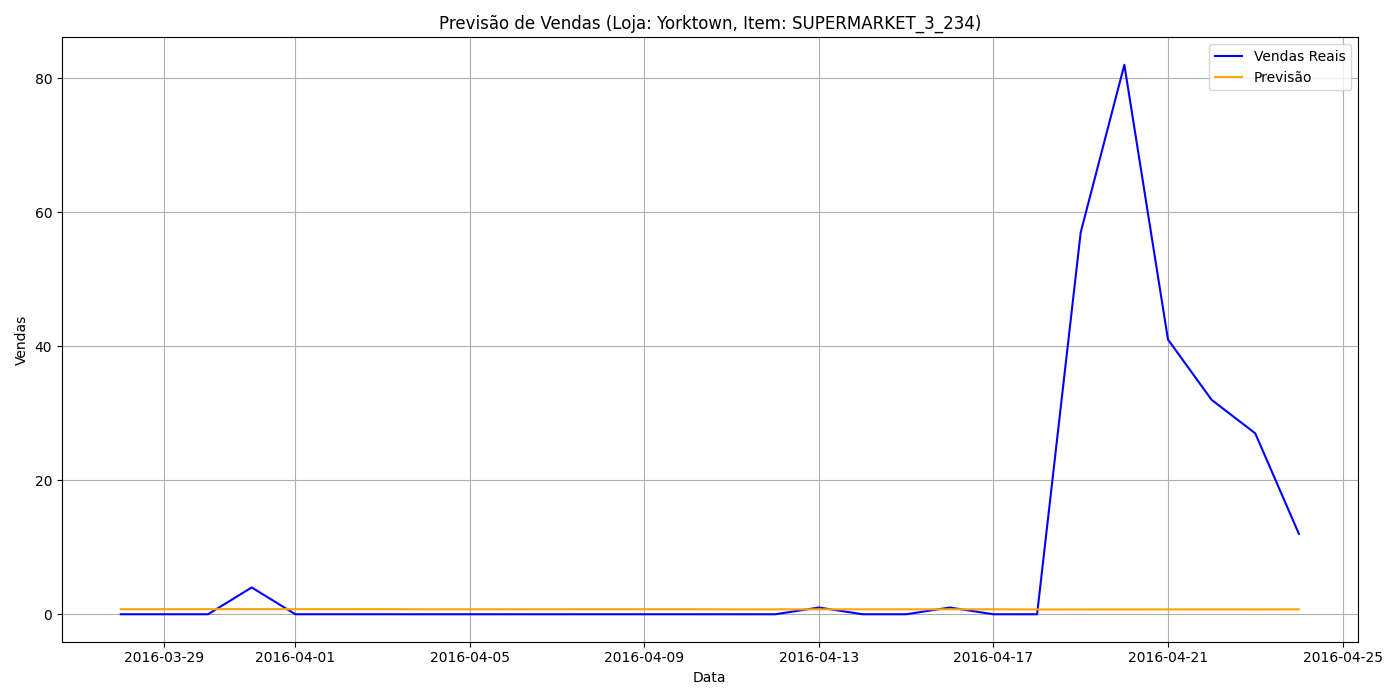 Previsão de Vendas (Loja: Yorktown, Item: SUPERMARKET_3_234)
Vendas Reais
Previsão
Vendas
80
60
40
20
0
2016-03-29 2016-04-01 2016-04-05 2016-04-09 2016-04-13 2016-04-17 2016-04-21 2016-04-25
Data